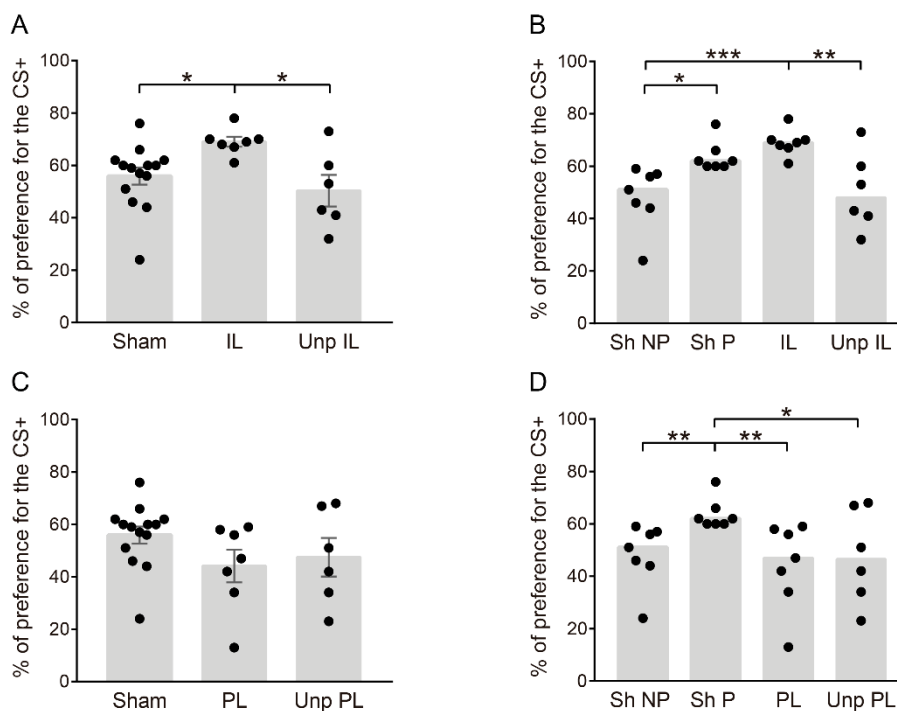 A
% of preference for the CS+
100
80
60
40
20
0
* *
Sham IL Unp IL
B
% of preference for the CS+
100
80
60
40
20
0
*** **
*
Sh NP Sh P IL Unp IL
C
% of preference for the CS+
100
80
60
40
20
0
Sham PL Unp PL
D
% of preference for the CS+
100
80
60
40
20
0
*
** **
Sh NP Sh P PL Unp PL